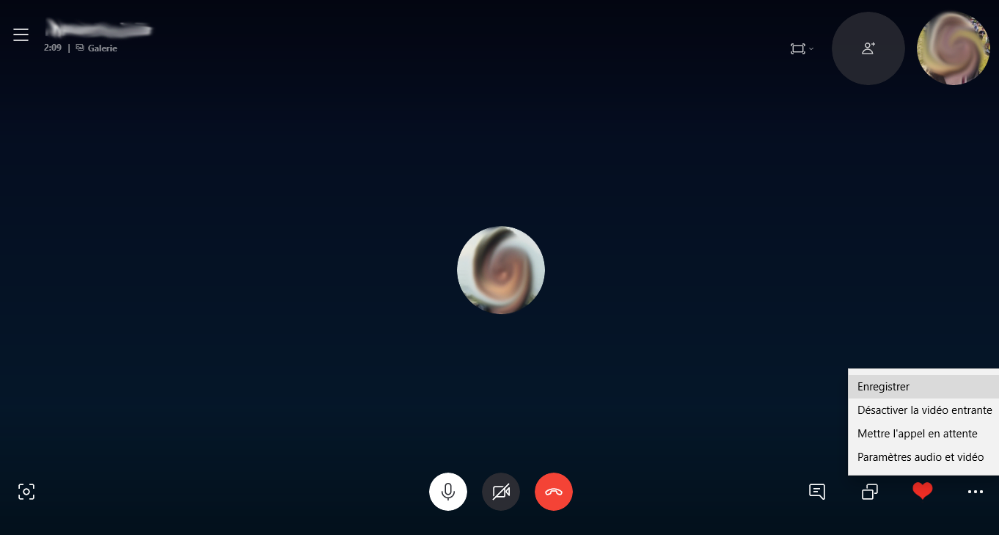 2:09 | Galerie
Enregistrer
Désactiver la vidéo entrante
Mettre l'appel en attente
Paramètres audio et vidéo